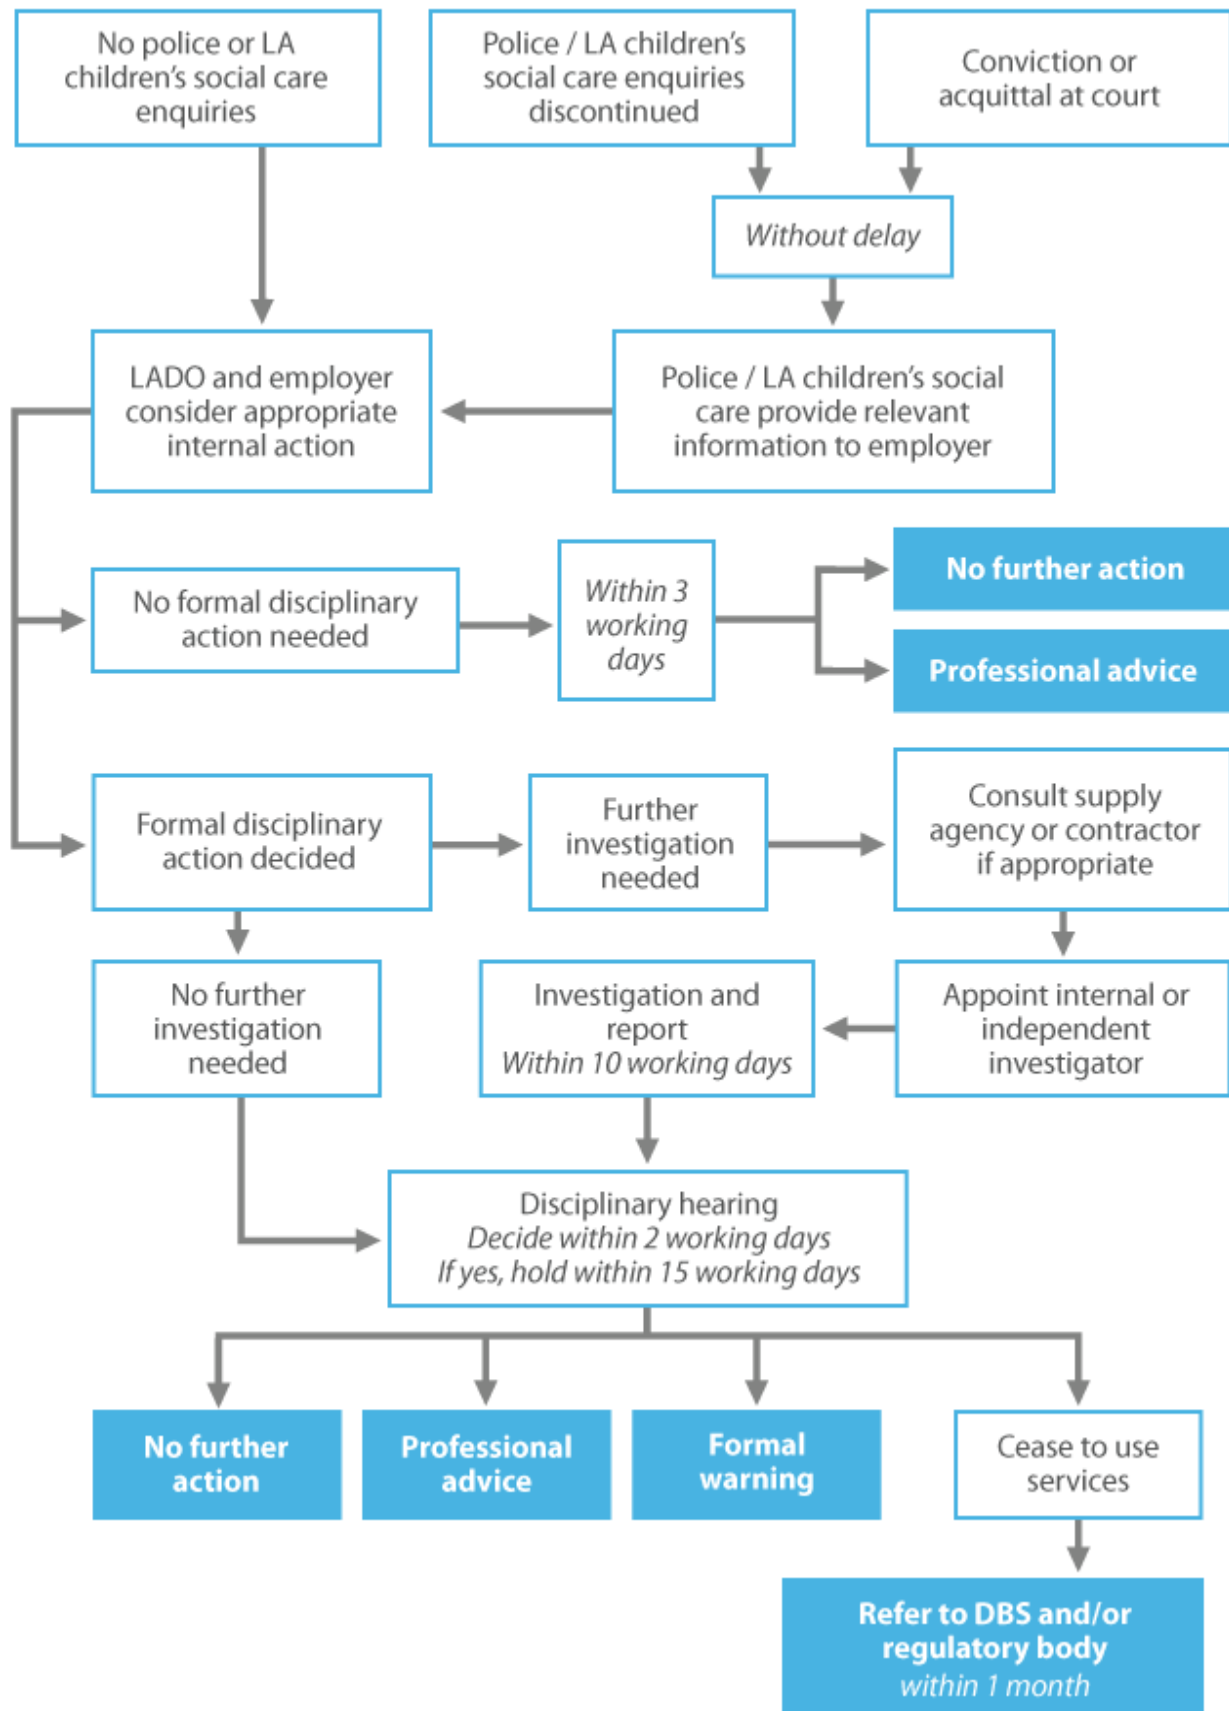 No police or LA
children's social care
enquiries
Police / LA children's
social care enquiries
discontinued
Conviction or
acquittal at court
Without delay
LADO and employer
consider appropriate
internal action
Police / LA children's social
care provide relevant
information to employer
No formal disciplinary
action needed
Within 3
working
days
No further action
Professional advice
Formal disciplinary
action decided
Further
investigation
needed
Consult supply
agency or contractor
if appropriate
No further
investigation
needed
Investigation and
report
Within 10 working days
Appoint internal or
independent
investigator
Disciplinary hearing
Decide within 2 working days
If yes, hold within 15 working days
No further
action
Professional
advice
Formal
warning
Cease to use
services
Refer to DBS and/or
regulatory body
within 1 month